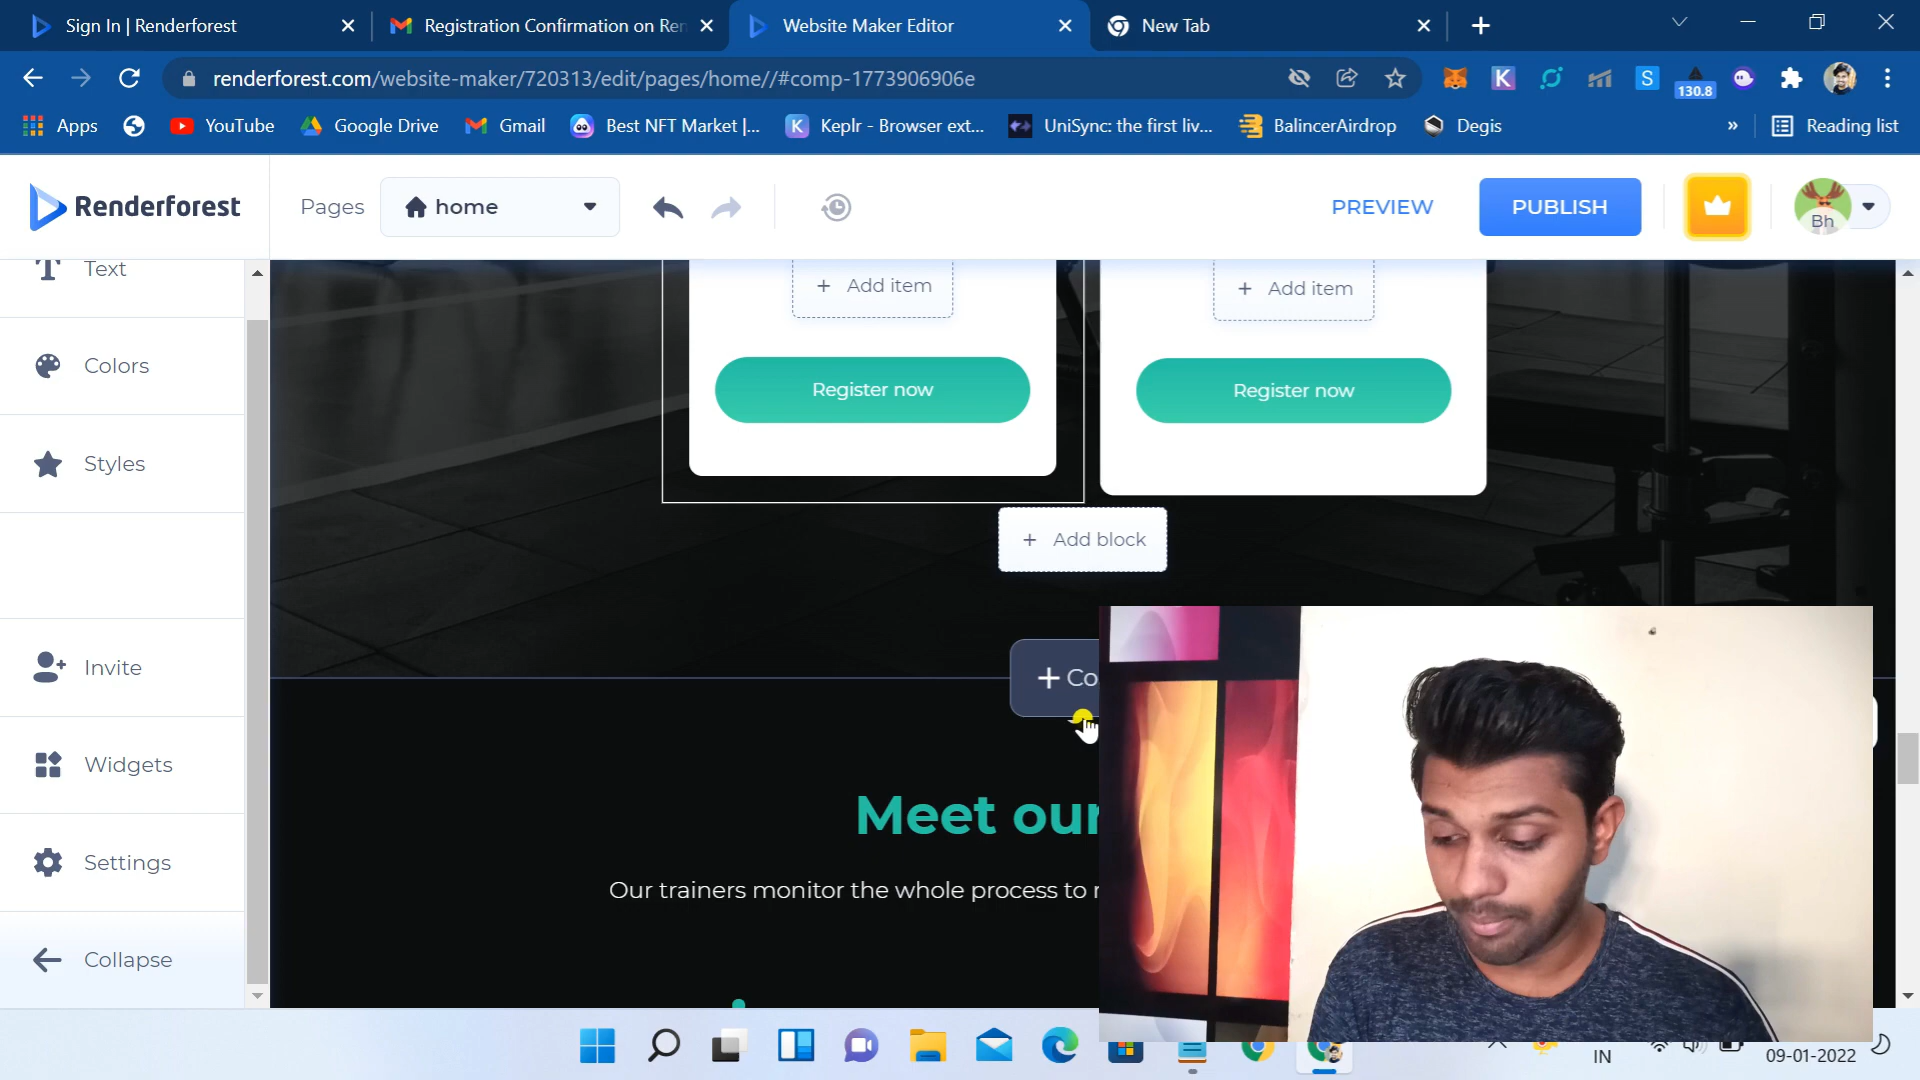 Sign In | Renderforest
Registration Confirmation on Ren
Website Maker Editor
New Tab
renderforest.com/website-maker/720313/edit/pages/home//#comp-1773906906e
K
S
130.8
Apps
YouTube
Google Drive
Gmail
Best NFT Market |...
Keplr - Browser ext...
UniSync: the first liv...
BalincerAirdrop
Degis
»
Reading list
Renderforest
Pages
home
PREVIEW
PUBLISH
Bh
Text
Colors
Styles
Invite
Widgets
Settings
Collapse
+ Add item
+ Add item
Register now
Register now
+ Add block
+ Co
Meet our
Our trainers monitor the whole process to
IN
09-01-2022